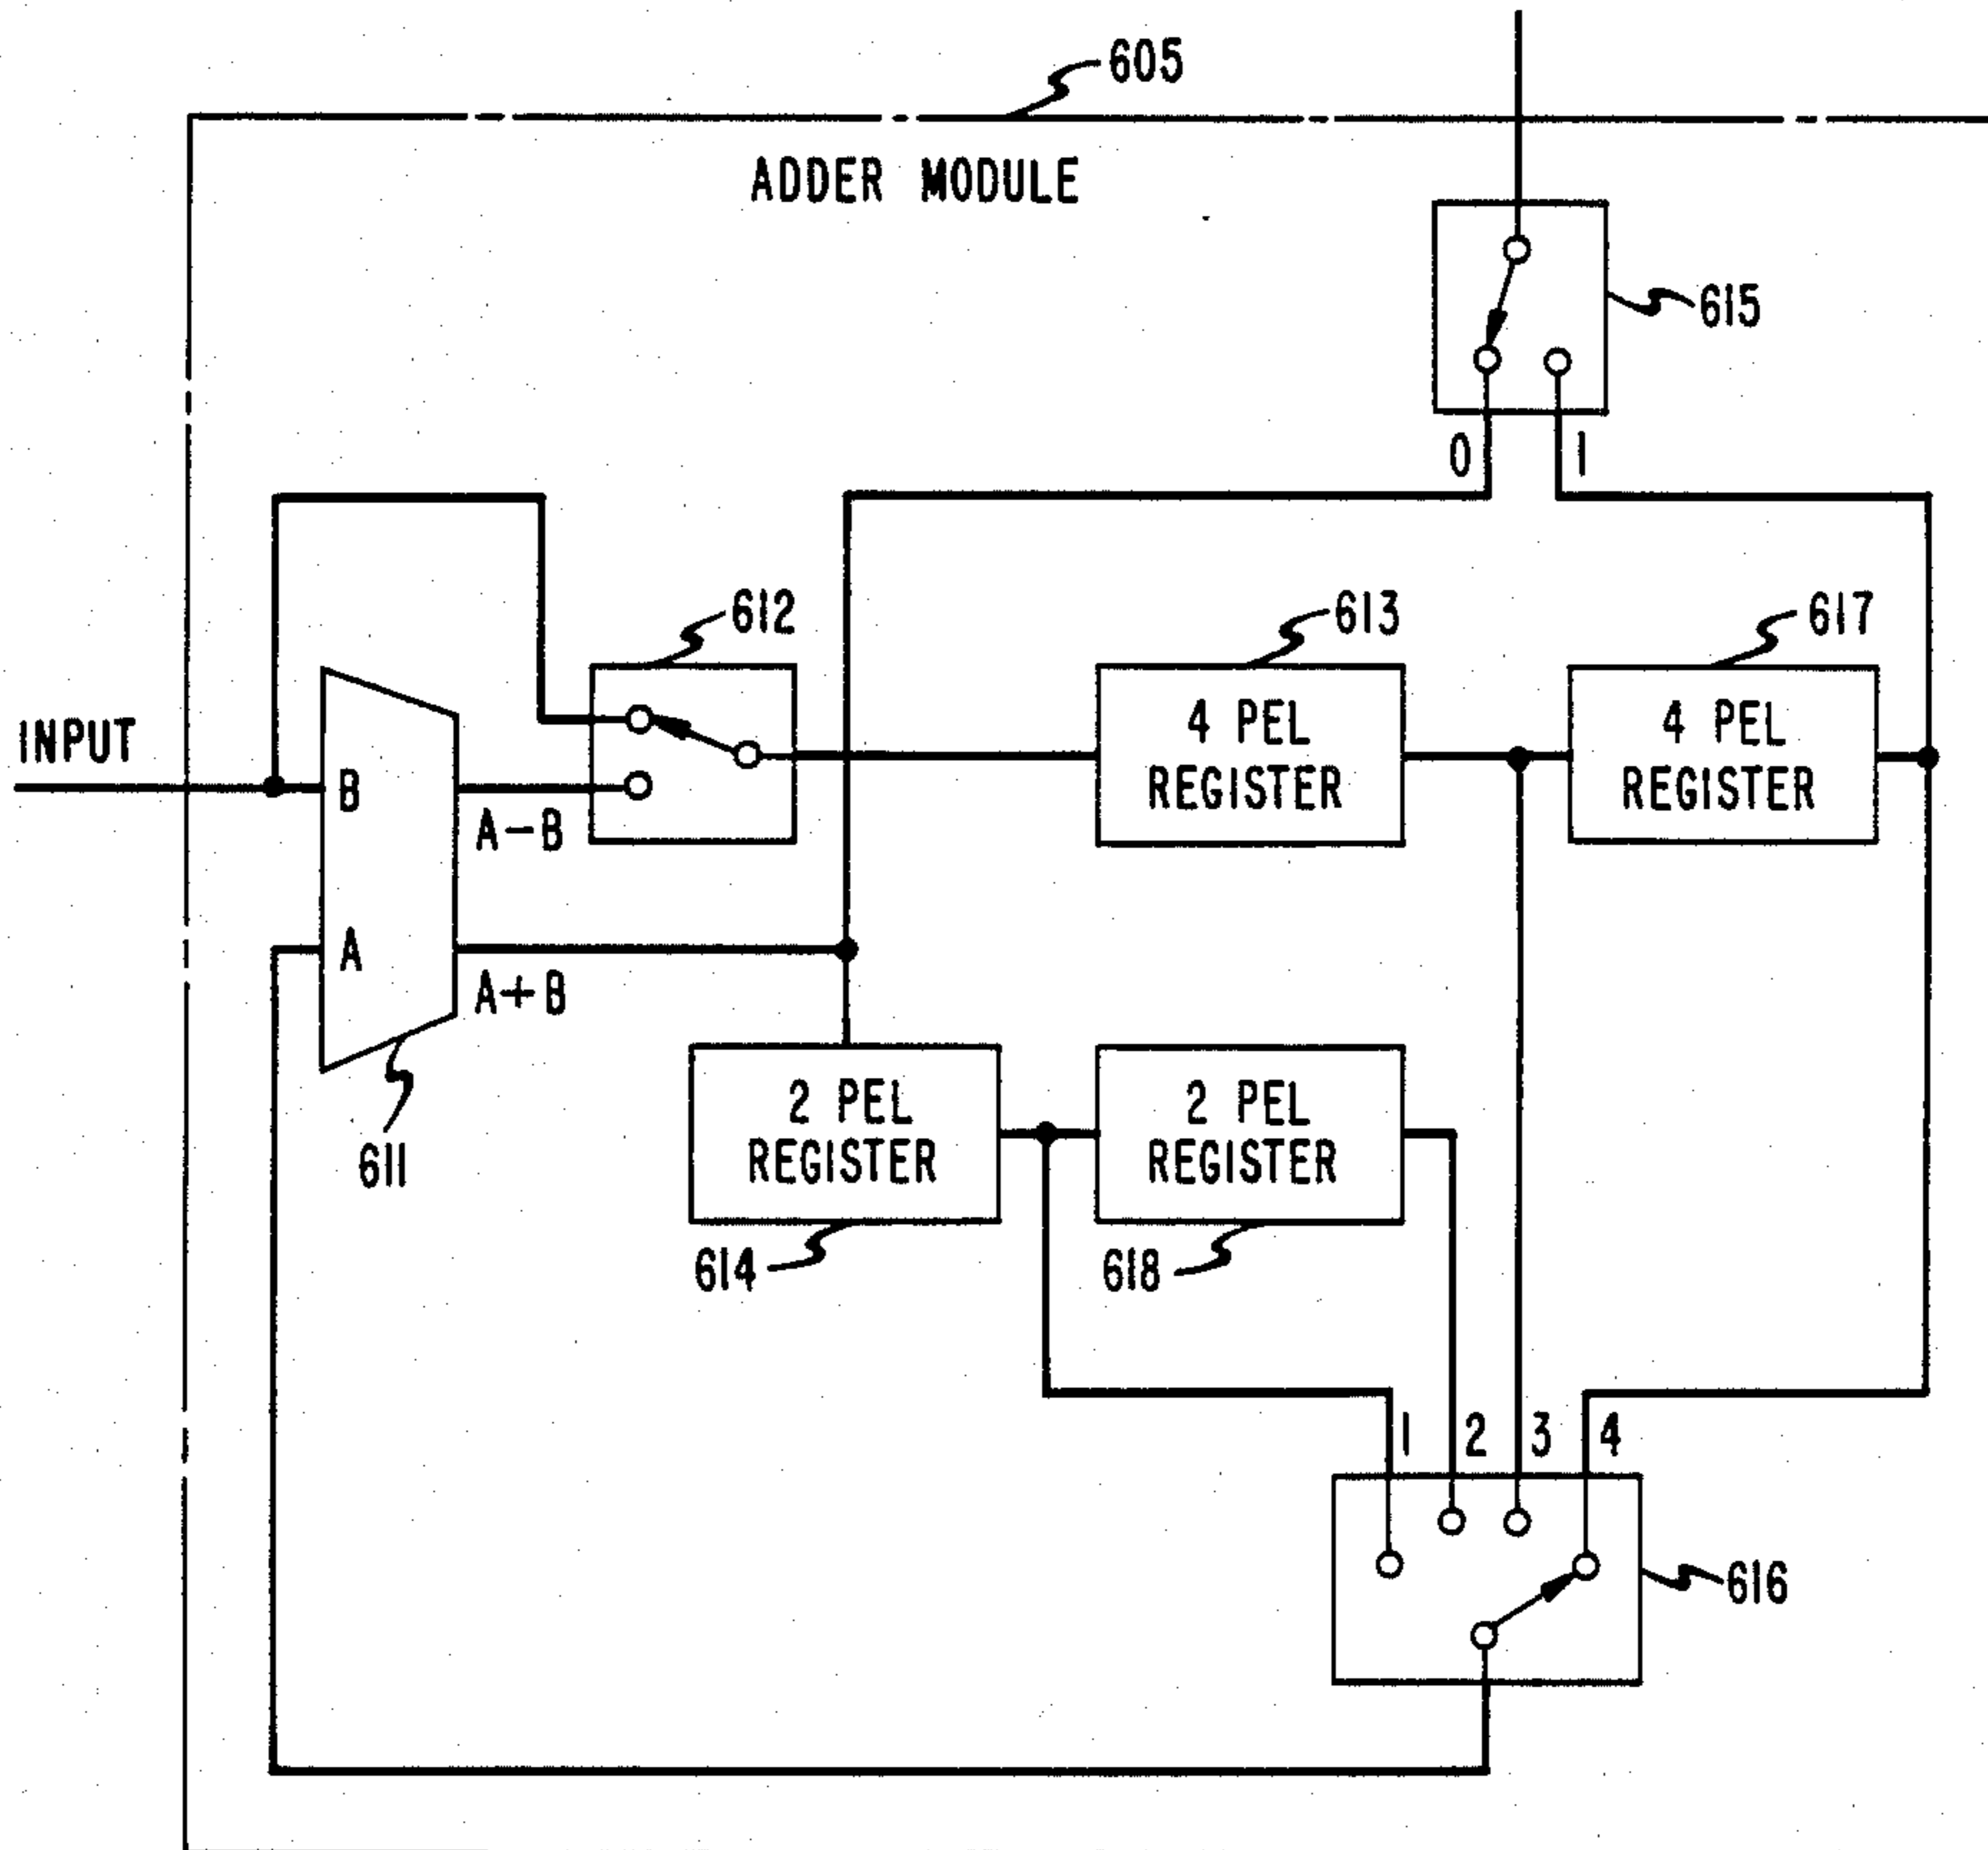 605
ADDER MODULE
615
0
1
612
613
617
INPUT
B
A–B
4 PEL
REGISTER
4 PEL
REGISTER
A
A+B
611
2 PEL
REGISTER
2 PEL
REGISTER
614
618
1
2
3
4
616